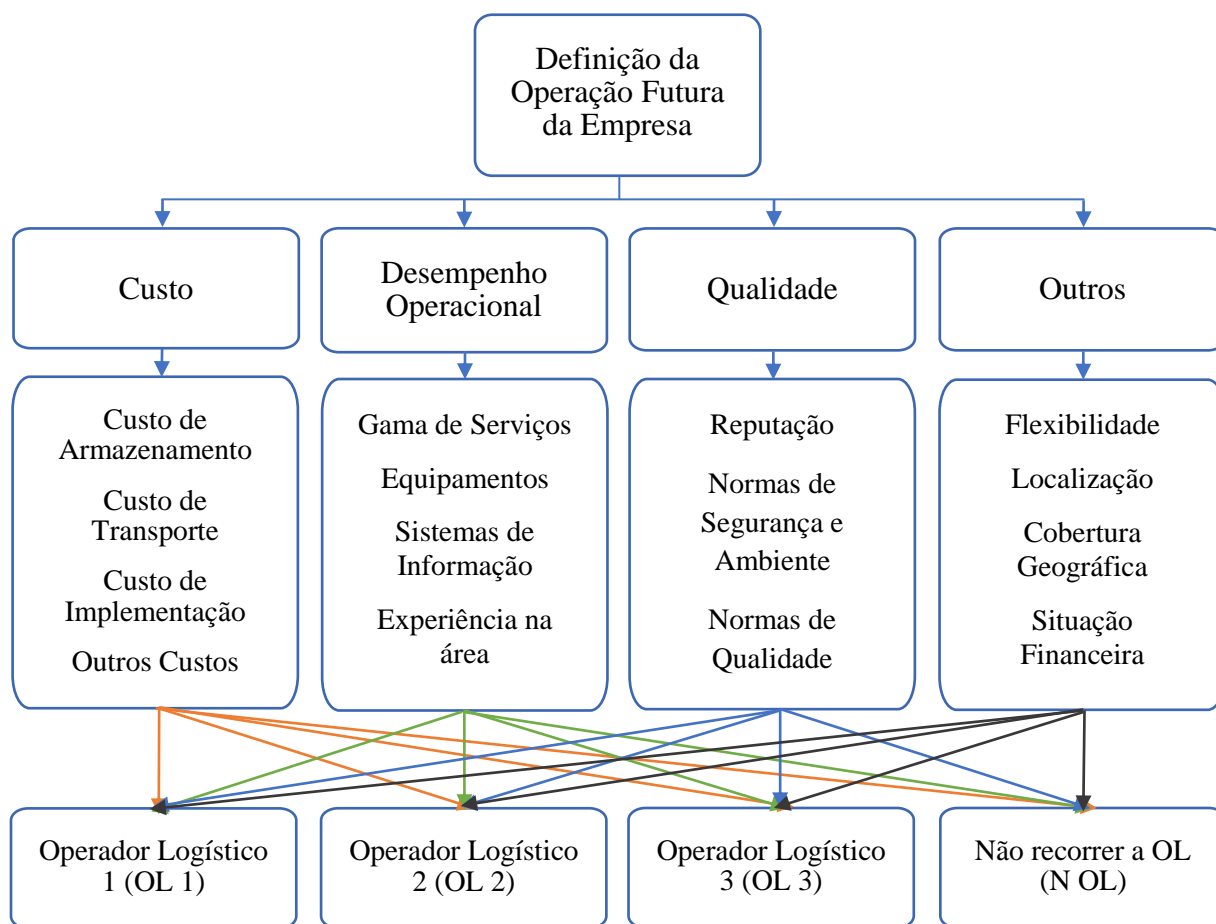 Definição da
Operação Futura
da Empresa
Custo
Desempenho
Operacional
Qualidade
Outros
Custo de
Armazenamento
Custo de
Transporte
Custo de
Implementação
Outros Custos
Gama de Serviços
Equipamentos
Sistemas de
Informação
Experiência na
área
Reputação
Normas de
Segurança e
Ambiente
Normas de
Qualidade
Flexibilidade
Localização
Cobertura
Geográfica
Situação
Financeira
Operador Logístico
1 (OL 1)
Operador Logístico
2 (OL 2)
Operador Logístico
3 (OL 3)
Não recorrer a OL
(N OL)